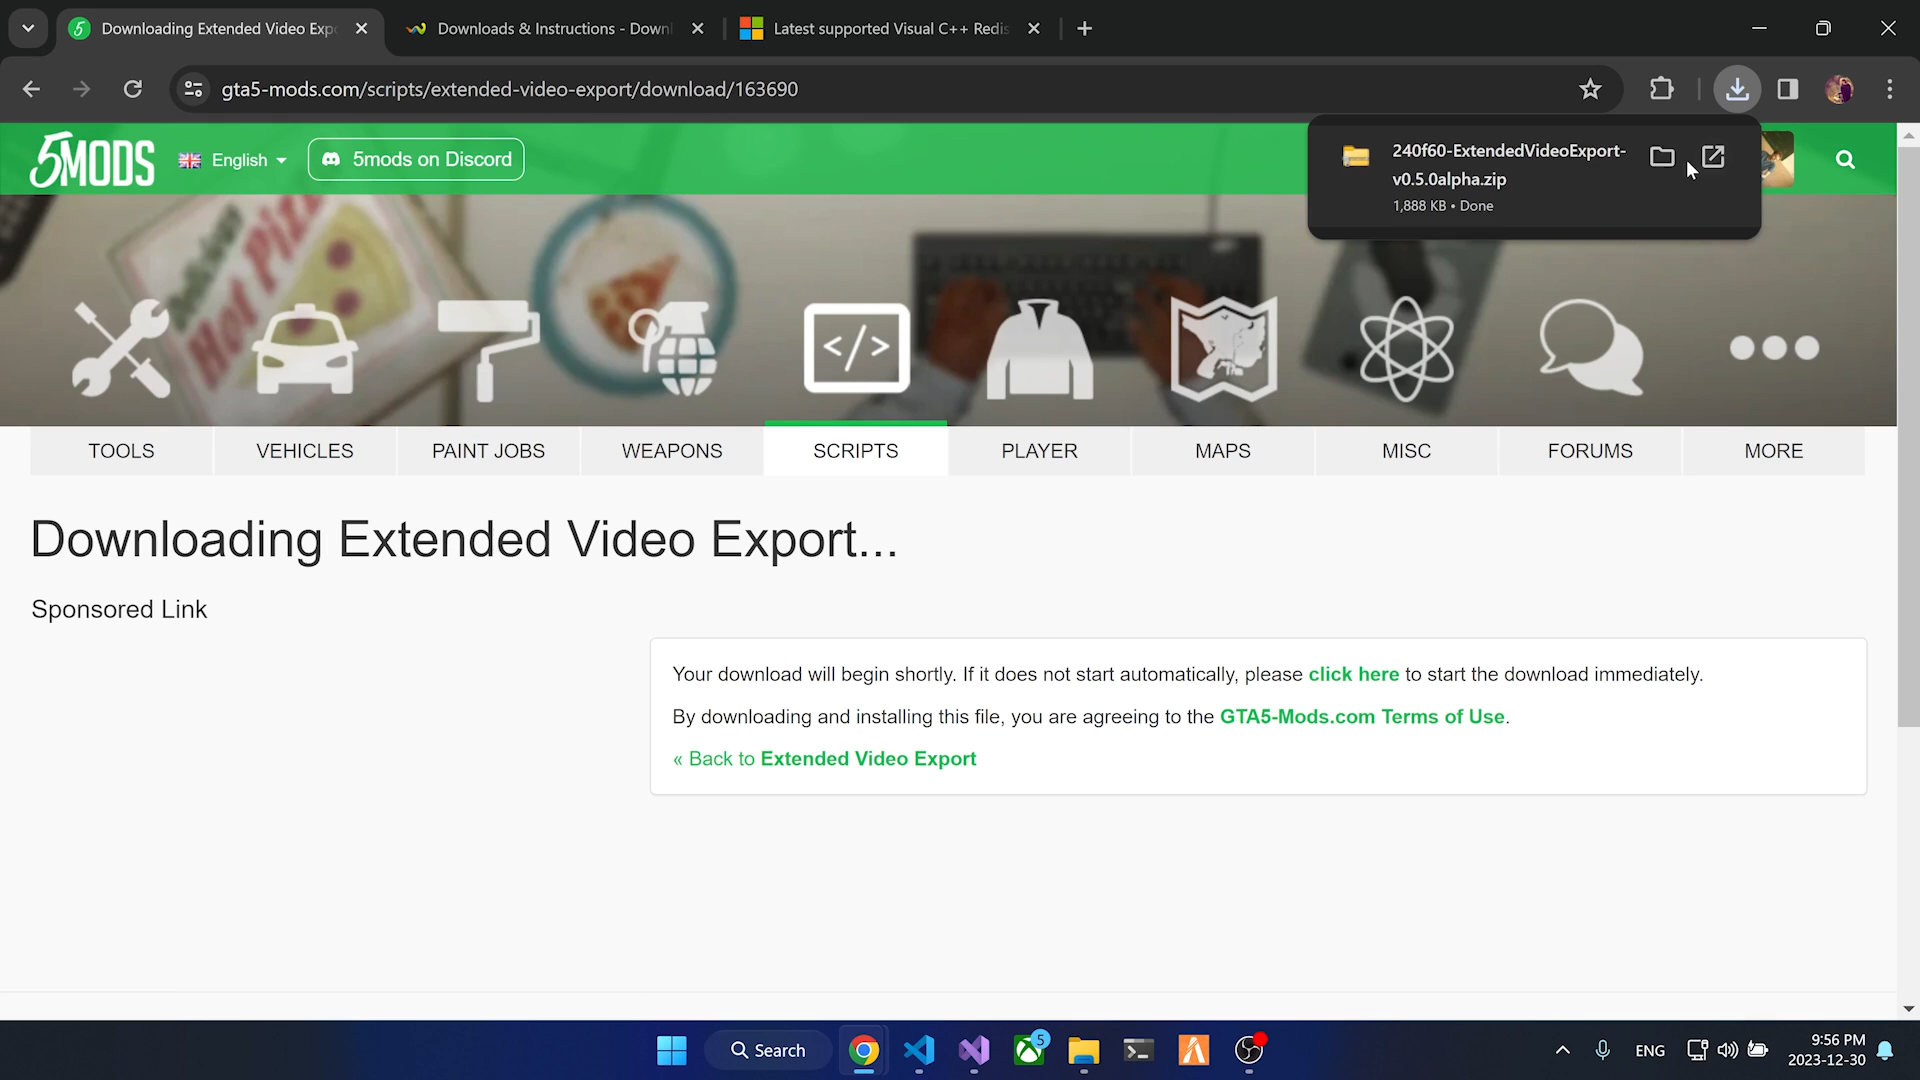 Downloading Extended Video Exp
Downloads & Instructions - Downl
Latest supported Visual C++ Redis
gta5-mods.com/scripts/extended-video-export/download/163690
5MODS
English
5mods on Discord
240f60-ExtendedVideoExport-
v0.5.0alpha.zip
1,888 KB • Done
Hot Pizza
TOOLS
VEHICLES
PAINT JOBS
WEAPONS
</>
SCRIPTS
PLAYER
MAPS
MISC
FORUMS
MORE
Downloading Extended Video Export...
Sponsored Link
Your download will begin shortly. If it does not start automatically, please click here to start the download immediately.
By downloading and installing this file, you are agreeing to the GTA5-Mods.com Terms of Use.
« Back to Extended Video Export
Search
5
ENG
9:56 PM
2023-12-30